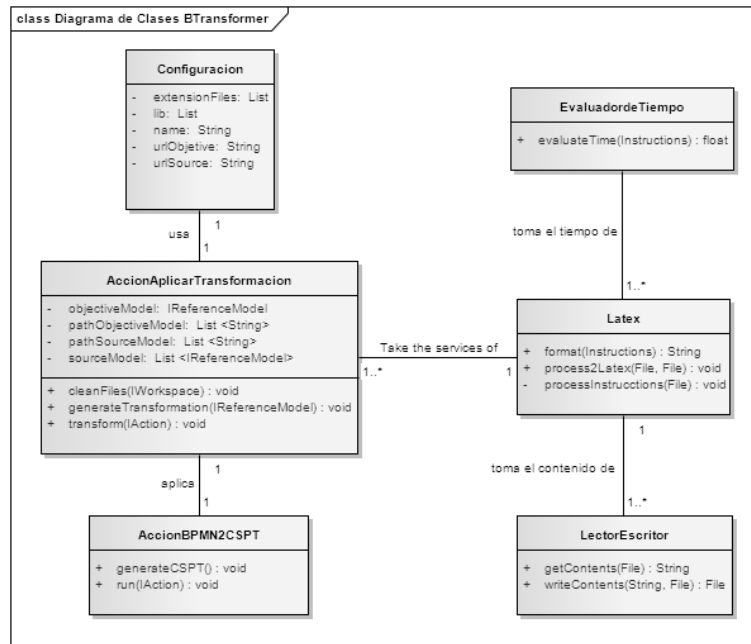 class Diagrama de Clases BTransformer
Configuracion
- extensionFiles: List
- lib: List
- name: String
- urlObjetive: String
- urlSource: String
EvaluadordeTiempo
+ evaluateTime(Instructions) : float
1
usa
1
toma el tiempo de
1..*
AccionAplicarTransformacion
- objectiveModel: IReferenceModel
- pathObjectiveModel: List <String>
- pathSourceModel: List <String>
- sourceModel: List <IReferenceModel>
+ cleanFiles(IWorkspace) : void
+ generateTransformation(IReferenceModel) : void
+ transform(IAction) : void
Take the services of
1..*
1
Latex
+ format(Instructions) : String
+ process2Latex(File, File) : void
- processInstrucctions(File) : void
1
aplica
1
1
toma el contenido de
1..*
AccionBPMN2CSPT
+ generateCSPT() : void
+ run(IAction) : void
LectorEscritor
+ getContents(File) : String
+ writeContents(String, File) : File